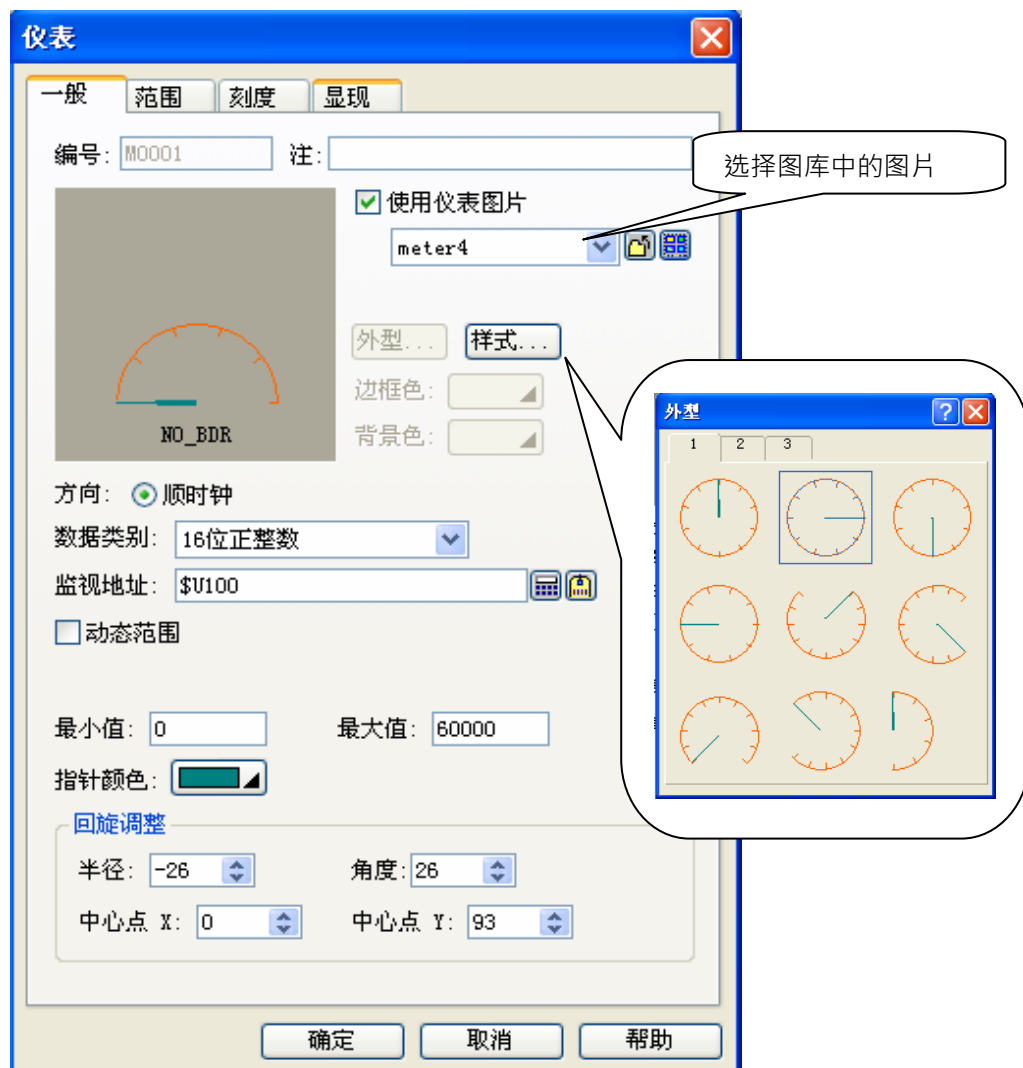 仪表
一般 范围 刻度 显现
编号: M0001 注:
选择图库中的图片
使用仪表图片
meter4
外型... 样式...
边框色:
NO_BDR
背景色:
外型
1 2 3
方向: 顺时钟
数据类别: 16位正整数
监视地址: $U100
动态范围
最小值: 0 最大值: 60000
指针颜色:
回旋调整
半径: -26 角度: 26
中心点 X: 0 中心点 Y: 93
确定 取消 帮助